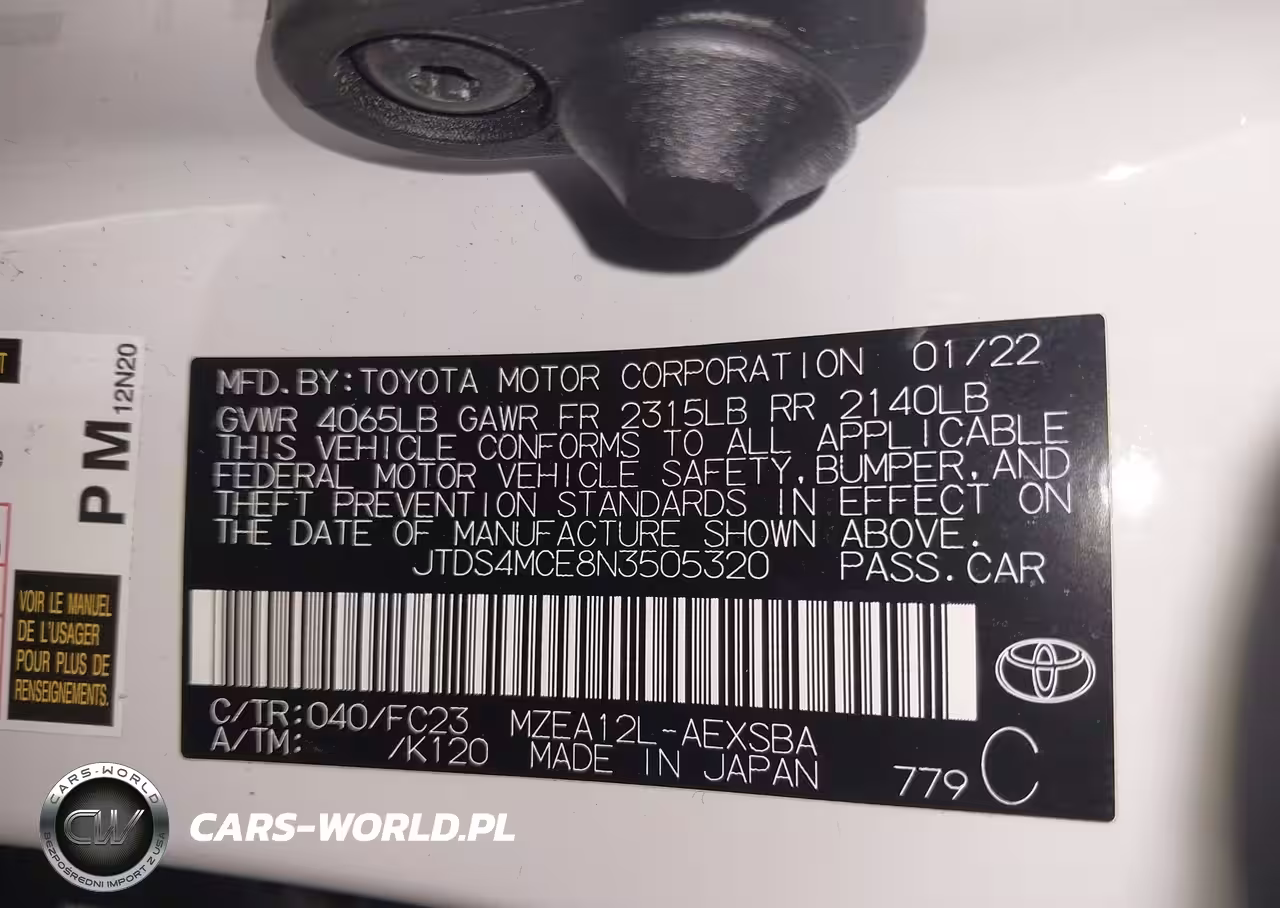 T
PM 12N20
e
VOIR LE MANUEL
DE L'USAGER
POUR PLUS DE
RENSEIGNEMENTS.
MFD. BY: TOYOTA MOTOR CORPORATION 01/22
GVWR 4065LB GAWR FR 2315LB RR 2140LB
THIS VEHICLE CONFORMS TO ALL APPLICABLE
FEDERAL MOTOR VEHICLE SAFETY, BUMPER, AND
THEFT PREVENTION STANDARDS IN EFFECT ON
THE DATE OF MANUFACTURE SHOWN ABOVE.
JTDS4MCE8N3505320 PASS.CAR
C/TR:040/FC23 MZEA12L-AEXSBA
A/TM: /K120 MADE IN JAPAN
779 C
CARS-WORLD
CW
BEZPOŚREDNI IMPORT Z USA
CARS-WORLD.PL